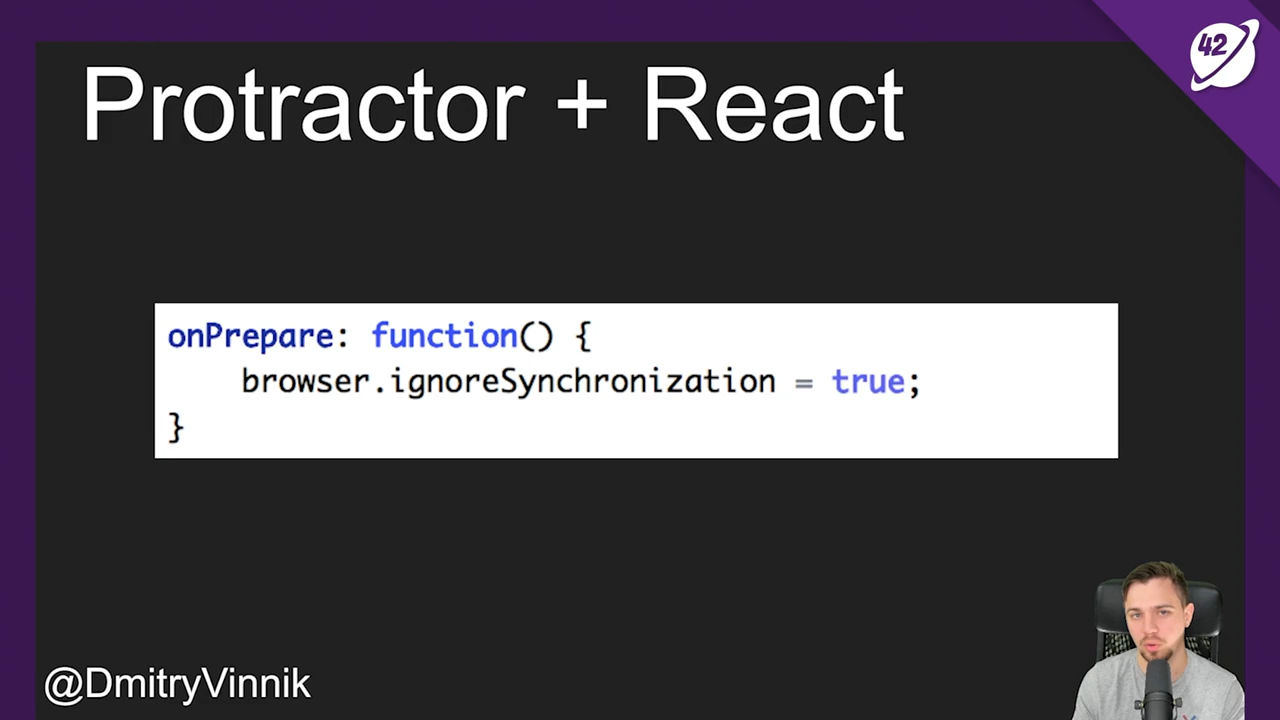 42
Protractor + React
onPrepare: function() {
browser.ignoreSynchronization = true;
}
@DmitryVinnik